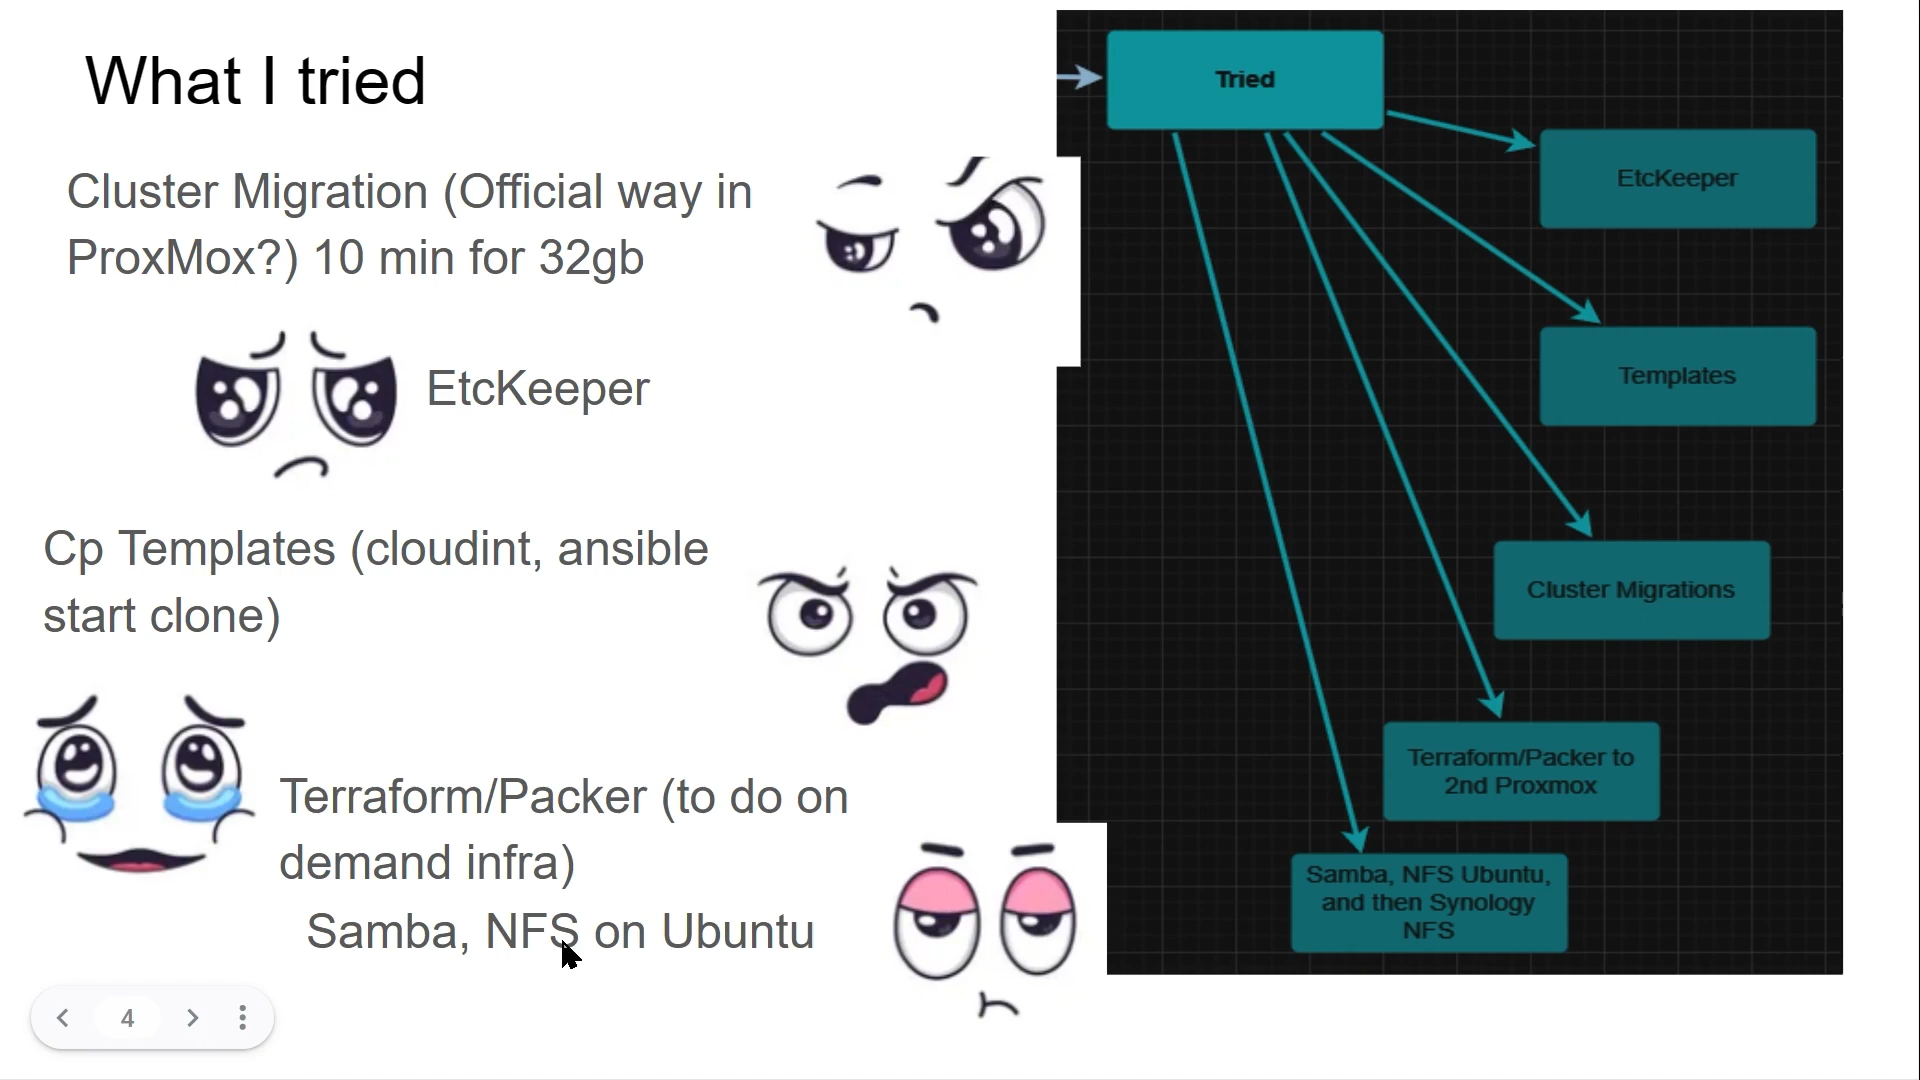 What I tried
Cluster Migration (Official way in
ProxMox?) 10 min for 32gb
EtcKeeper
Cp Templates (cloudint, ansible
start clone)
Terraform/Packer (to do on
demand infra)
Samba, NFS on Ubuntu
4
Tried
EtcKeeper
Templates
Cluster Migrations
Terraform/Packer to
2nd Proxmox
Samba, NFS Ubuntu,
and then Synology
NFS